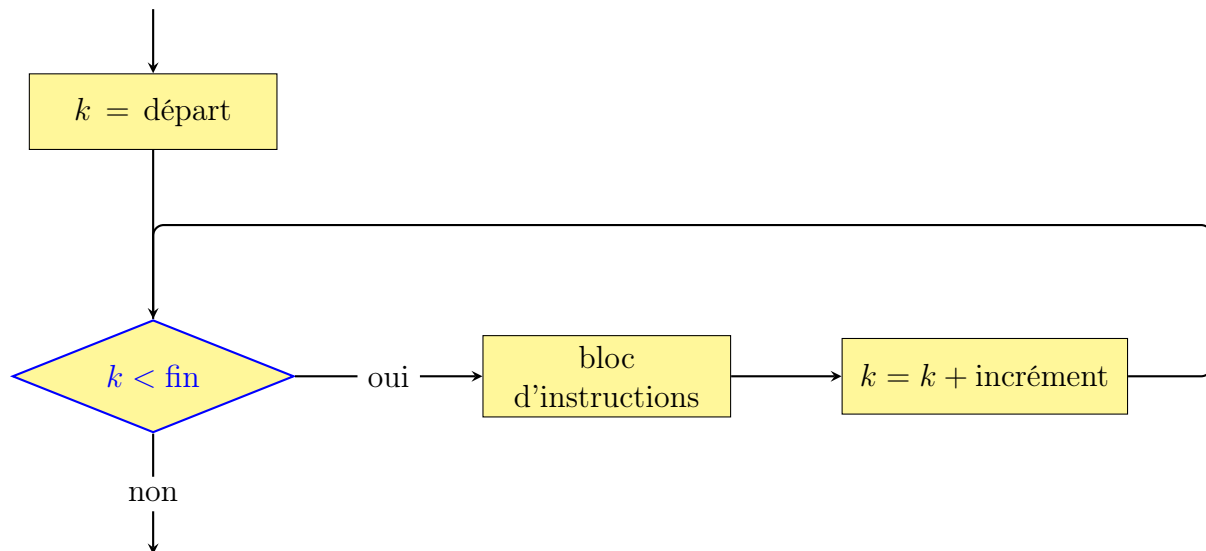 k = départ
k < fin
oui
bloc
d'instructions
k = k + incrément
non